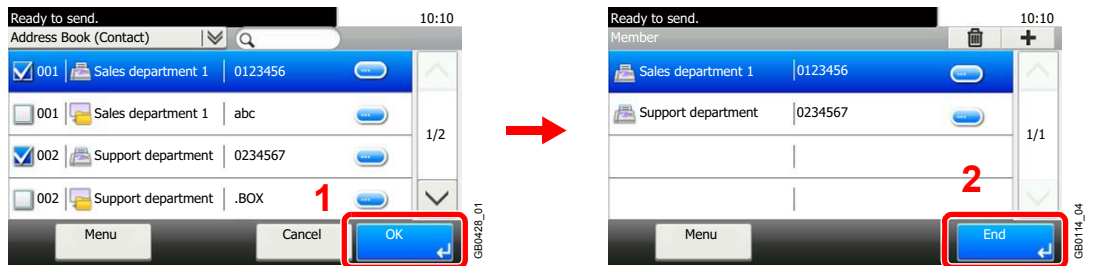 Ready to send.
10:10
Address Book (Contact)
001 Sales department 1 0123456
001 Sales department 1 abc
1/2
002 Support department 0234567
002 Support department .BOX
1
Menu Cancel OK
GB0428_01
Ready to send.
10:10
Member
Sales department 1 0123456
Support department 0234567
1/1
2
Menu End
GB0114_04